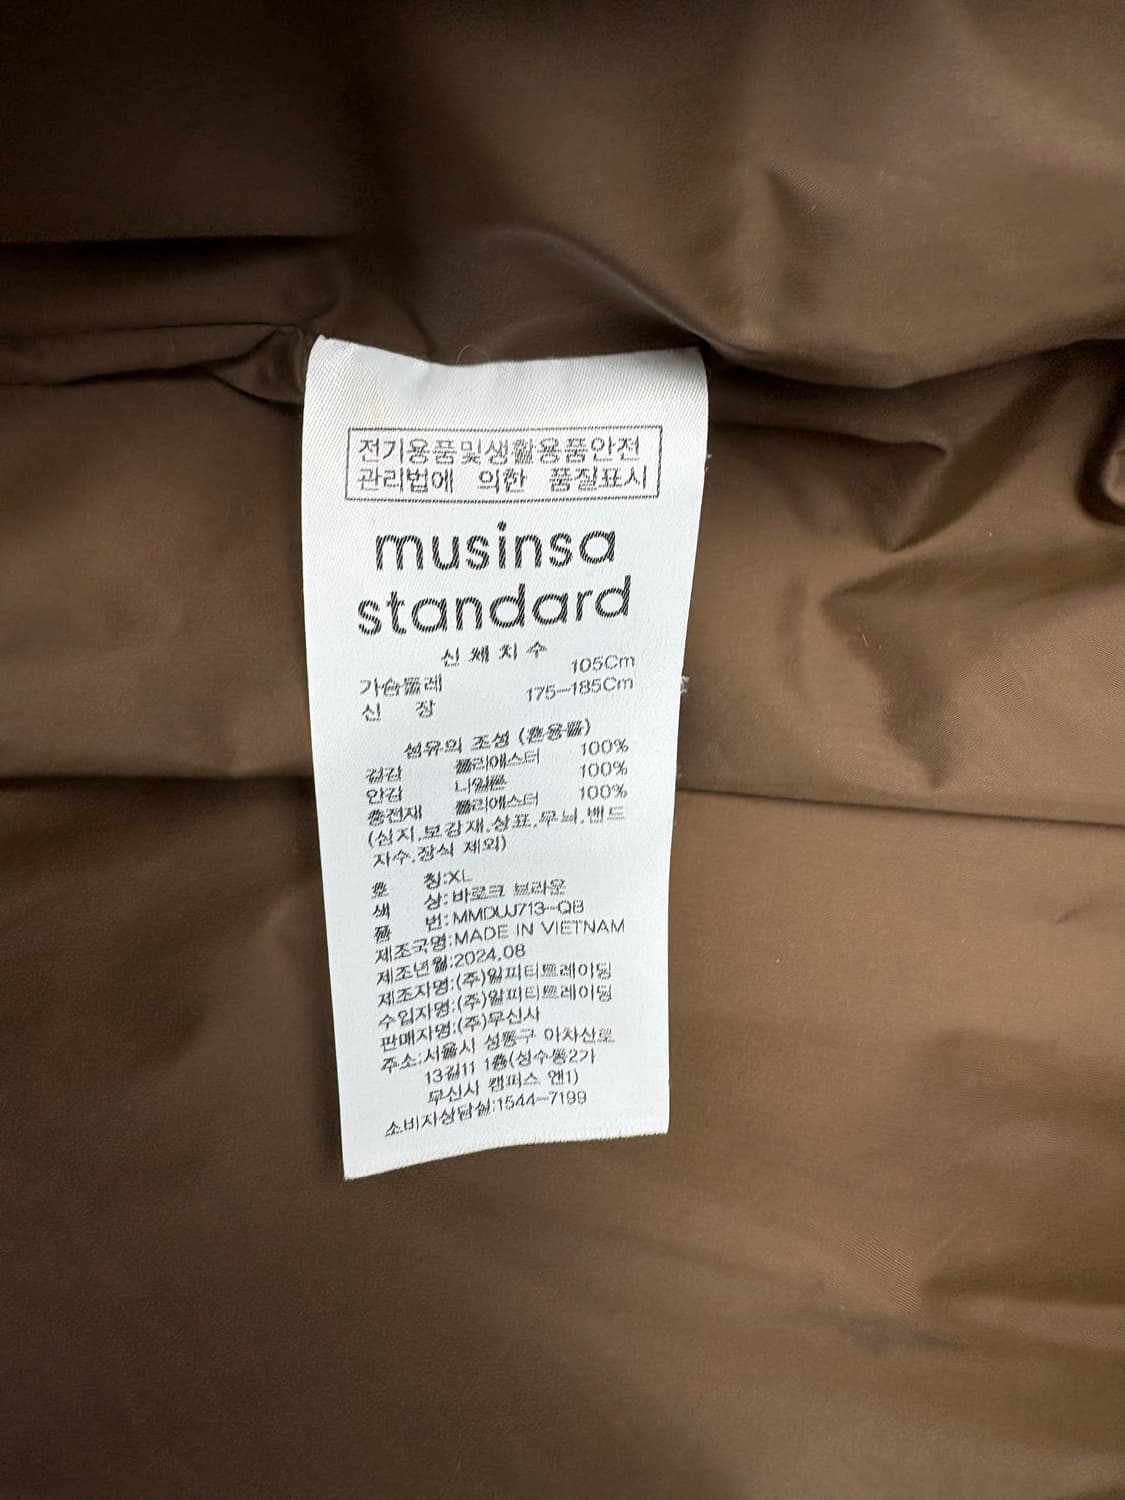 전기용품및생활용품안전
관리법에 의한 품질표시
musinsa
standard
신체치수
가슴둘레 105Cm
신 장 175-185Cm
섬유의 조성 (혼용률)
겉감 폴리에스터 100%
안감 나일론 100%
충전재 폴리에스터 100%
(심지.보강재.상표.무늬.밴드
자수.장식 제외)
호 칭:XL
색 상:바로크 브라운
품 번:MMDUJ713-QB
제조국명:MADE IN VIETNAM
제조년월:2024.08
제조자명:(주)알피티트레이딩
수입자명:(주)알피티트레이딩
판매자명:(주)무신사
주소:서울시 성동구 아차산로
13길11 1층(성수동2가
무신사 캠퍼스 엔1)
소비자상담실:1544-7199